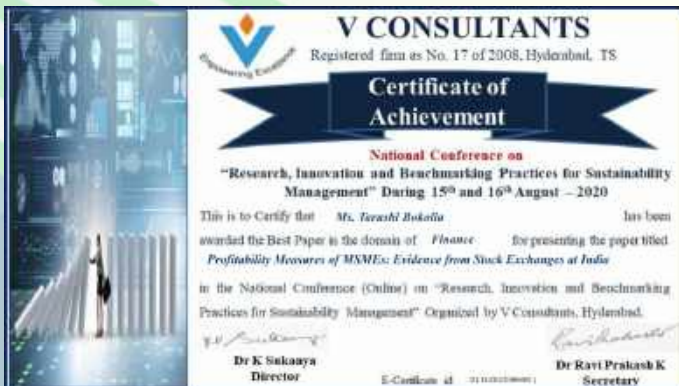 V CONSULTANTS
Registered firm as No. 17 of 2008, Hyderabad, TS
Empowering Excellence
Certificate of
Achievement
National Conference on
“Research, Innovation and Benchmarking Practices for Sustainability
Management” During 15th and 16th August – 2020
This is to Certify that Ms. Tarashi Bokolia has been
awarded the Best Paper in the domain of Finance for presenting the paper titled
Profitability Measures of MSMEs: Evidence from Stock Exchanges at India
in the National Conference (Online) on “Research, Innovation and Benchmarking
Practices for Sustainability Management” Organized by V Consultants, Hyderabad.
Dr K Sukanya
Director
E-Certificate id
Dr Ravi Prakash K
Secretary